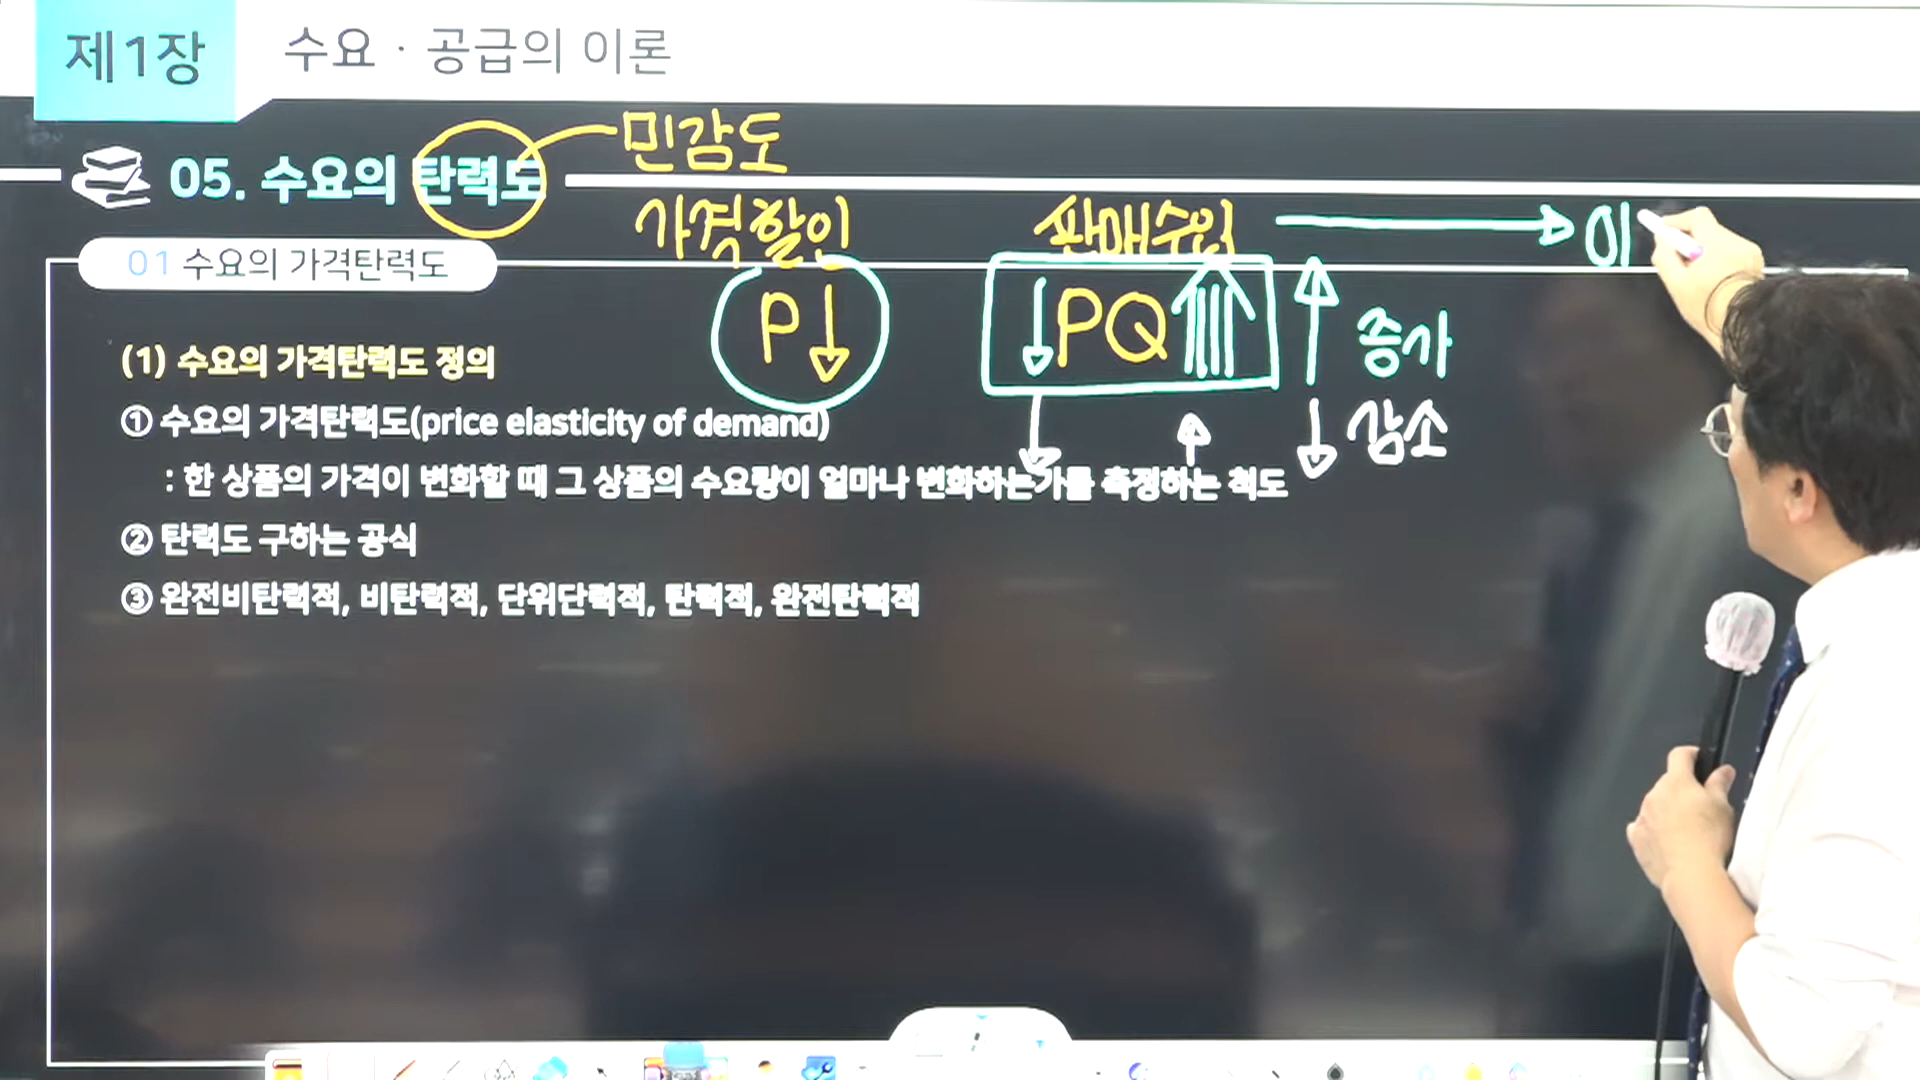 제1장 수요 · 공급의 이론
민감도
05. 수요의 탄력도
가격할인 판매수입 이
01 수요의 가격탄력도
P PQ 증가
(1) 수요의 가격탄력도 정의
① 수요의 가격탄력도(price elasticity of demand) 감소
: 한 상품의 가격이 변화할 때 그 상품의 수요량이 얼마나 변화하는가를 측정하는 척도
② 탄력도 구하는 공식
③ 완전비탄력적, 비탄력적, 단위탄력적, 탄력적, 완전탄력적